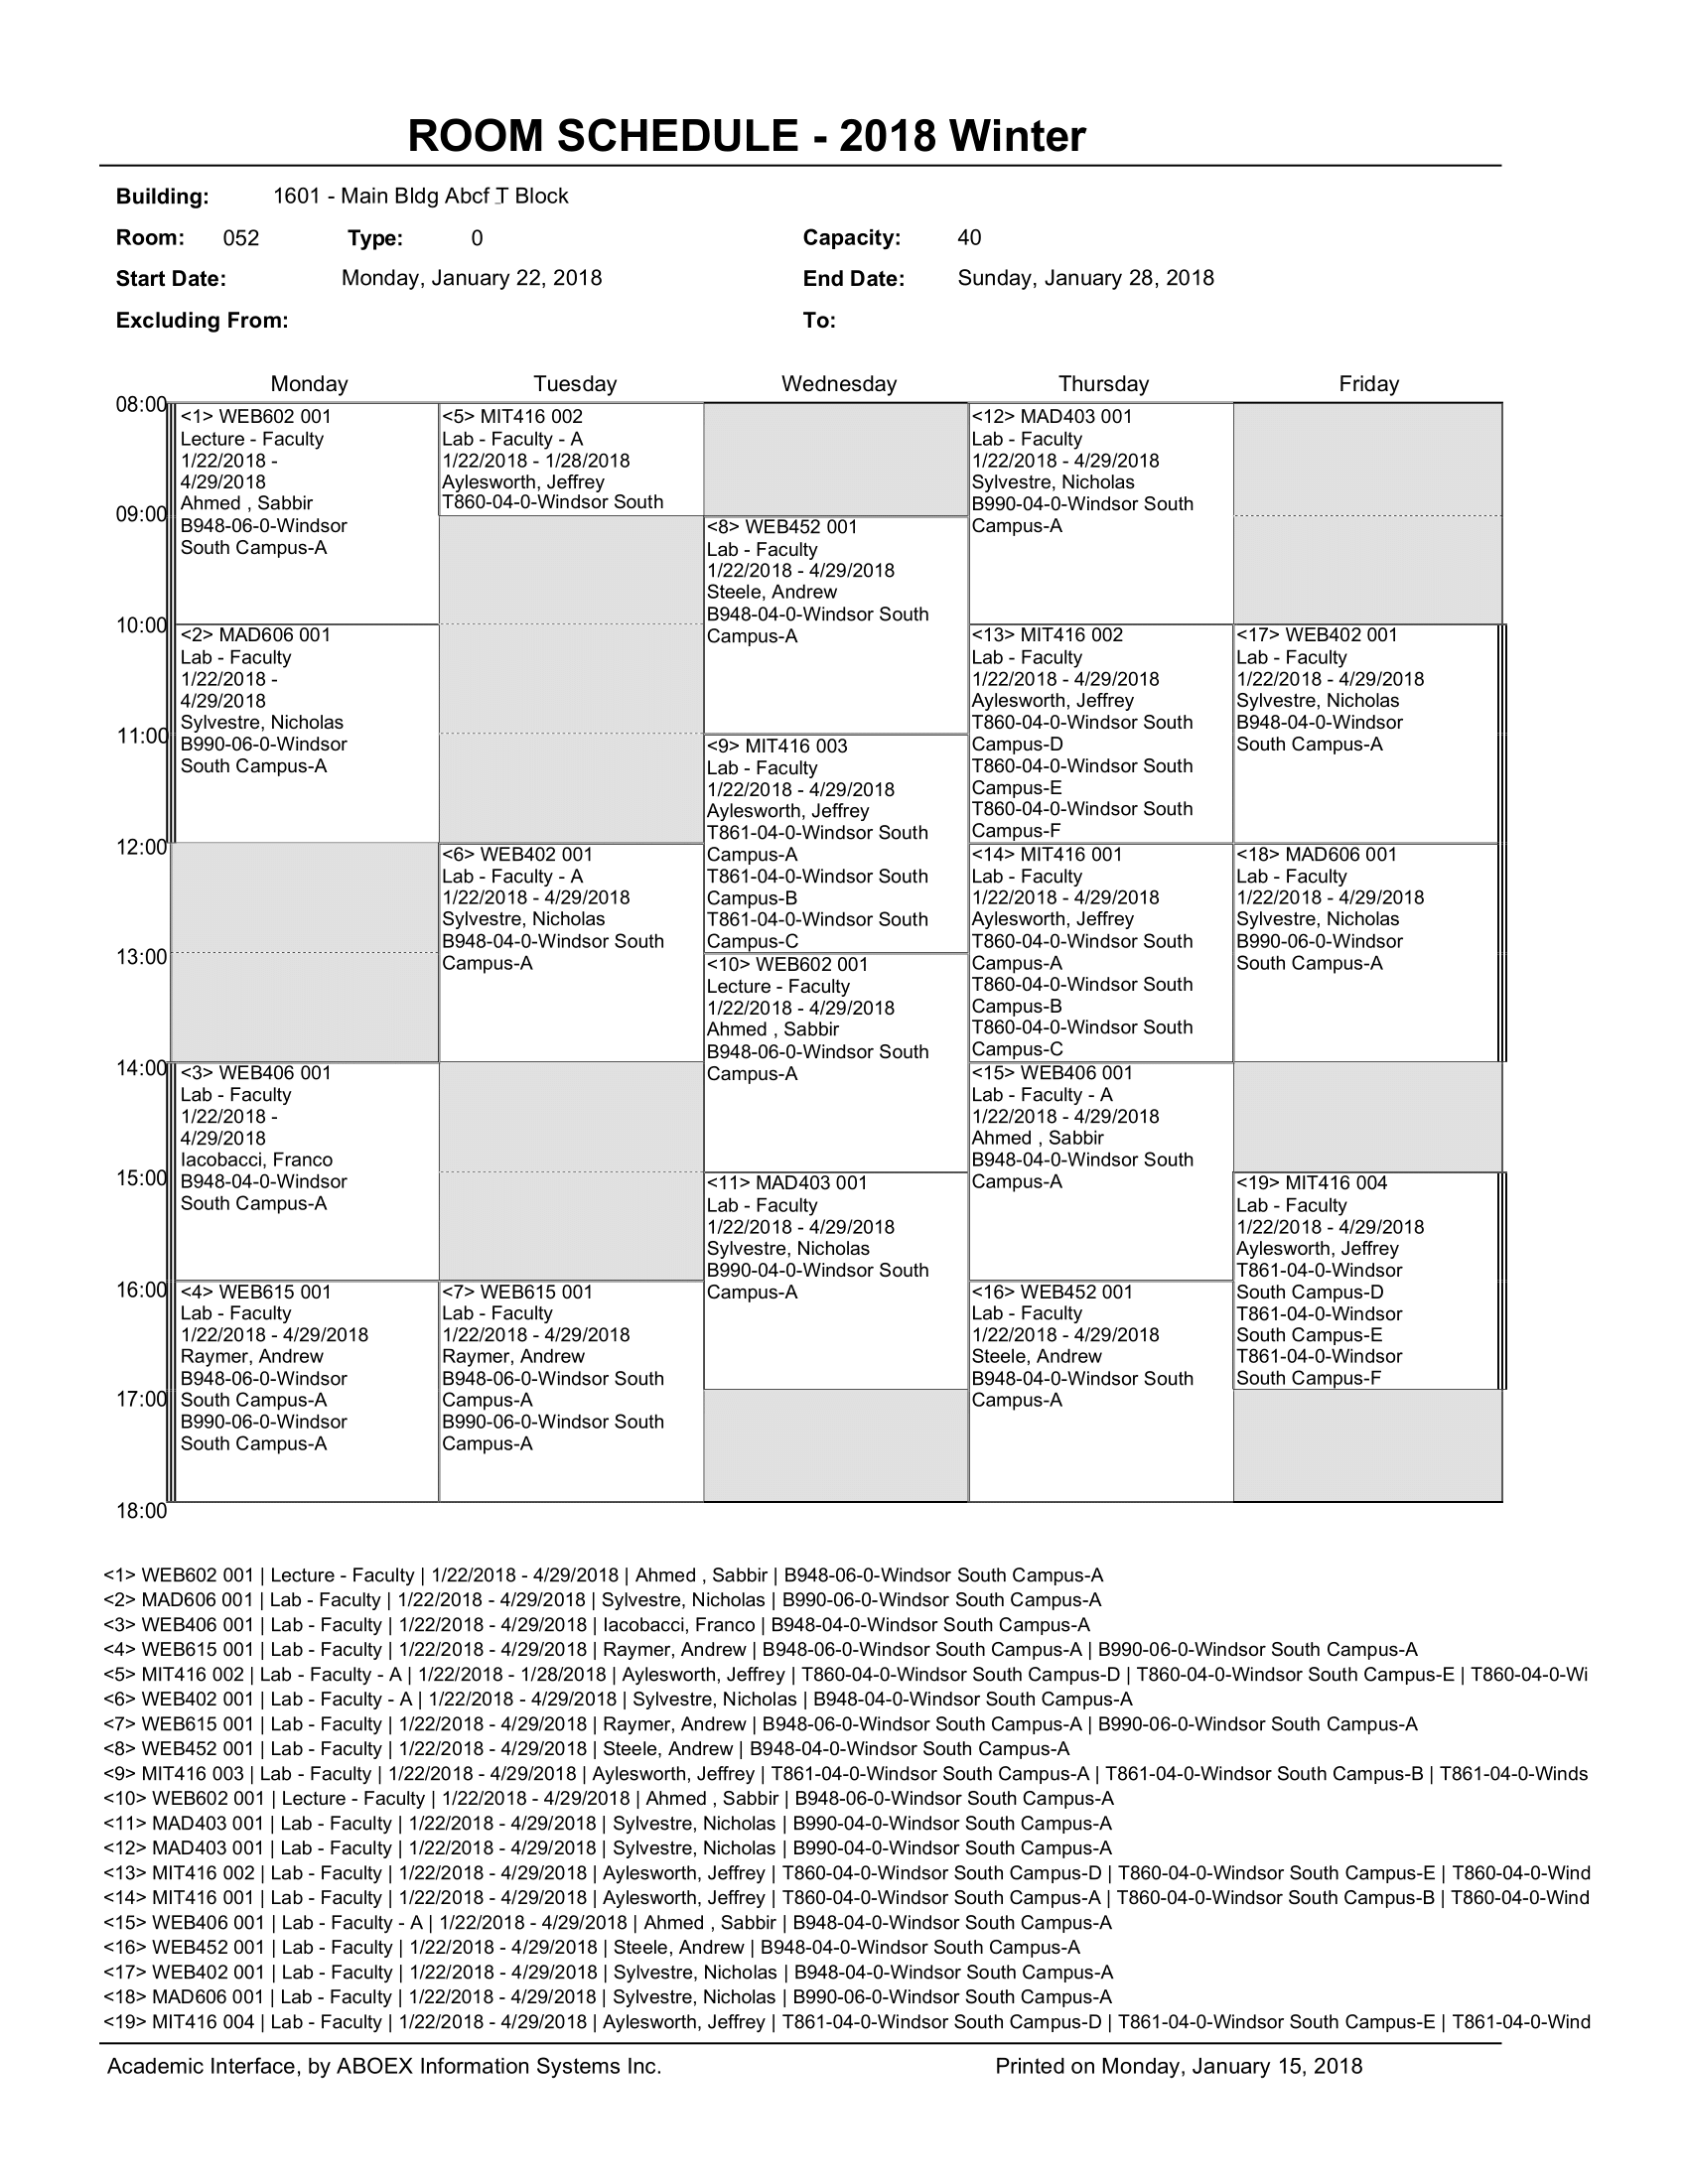 ROOM SCHEDULE - 2018 Winter
Building: 1601 - Main Bldg Abcf T Block
Room: 052 Type: 0 Capacity: 40
Start Date: Monday, January 22, 2018 End Date: Sunday, January 28, 2018
Excluding From: To:
Monday Tuesday Wednesday Thursday Friday
08:00
09:00
10:00
11:00
12:00
13:00
14:00
15:00
16:00
17:00
18:00
<1> WEB602 001
Lecture - Faculty
1/22/2018 -
4/29/2018
Ahmed , Sabbir
B948-06-0-Windsor
South Campus-A
<2> MAD606 001
Lab - Faculty
1/22/2018 -
4/29/2018
Sylvestre, Nicholas
B990-06-0-Windsor
South Campus-A
<3> WEB406 001
Lab - Faculty
1/22/2018 -
4/29/2018
Iacobacci, Franco
B948-04-0-Windsor
South Campus-A
<4> WEB615 001
Lab - Faculty
1/22/2018 - 4/29/2018
Raymer, Andrew
B948-06-0-Windsor
South Campus-A
B990-06-0-Windsor
South Campus-A
<5> MIT416 002
Lab - Faculty - A
1/22/2018 - 1/28/2018
Aylesworth, Jeffrey
T860-04-0-Windsor South
<6> WEB402 001
Lab - Faculty - A
1/22/2018 - 4/29/2018
Sylvestre, Nicholas
B948-04-0-Windsor South
Campus-A
<7> WEB615 001
Lab - Faculty
1/22/2018 - 4/29/2018
Raymer, Andrew
B948-06-0-Windsor South
Campus-A
B990-06-0-Windsor South
Campus-A
<8> WEB452 001
Lab - Faculty
1/22/2018 - 4/29/2018
Steele, Andrew
B948-04-0-Windsor South
Campus-A
<9> MIT416 003
Lab - Faculty
1/22/2018 - 4/29/2018
Aylesworth, Jeffrey
T861-04-0-Windsor South
Campus-A
T861-04-0-Windsor South
Campus-B
T861-04-0-Windsor South
Campus-C
<10> WEB602 001
Lecture - Faculty
1/22/2018 - 4/29/2018
Ahmed , Sabbir
B948-06-0-Windsor South
Campus-A
<11> MAD403 001
Lab - Faculty
1/22/2018 - 4/29/2018
Sylvestre, Nicholas
B990-04-0-Windsor South
Campus-A
<12> MAD403 001
Lab - Faculty
1/22/2018 - 4/29/2018
Sylvestre, Nicholas
B990-04-0-Windsor South
Campus-A
<13> MIT416 002
Lab - Faculty
1/22/2018 - 4/29/2018
Aylesworth, Jeffrey
T860-04-0-Windsor South
Campus-D
T860-04-0-Windsor South
Campus-E
T860-04-0-Windsor South
Campus-F
<14> MIT416 001
Lab - Faculty
1/22/2018 - 4/29/2018
Aylesworth, Jeffrey
T860-04-0-Windsor South
Campus-A
T860-04-0-Windsor South
Campus-B
T860-04-0-Windsor South
Campus-C
<15> WEB406 001
Lab - Faculty - A
1/22/2018 - 4/29/2018
Ahmed , Sabbir
B948-04-0-Windsor South
Campus-A
<16> WEB452 001
Lab - Faculty
1/22/2018 - 4/29/2018
Steele, Andrew
B948-04-0-Windsor South
Campus-A
<17> WEB402 001
Lab - Faculty
1/22/2018 - 4/29/2018
Sylvestre, Nicholas
B948-04-0-Windsor
South Campus-A
<18> MAD606 001
Lab - Faculty
1/22/2018 - 4/29/2018
Sylvestre, Nicholas
B990-06-0-Windsor
South Campus-A
<19> MIT416 004
Lab - Faculty
1/22/2018 - 4/29/2018
Aylesworth, Jeffrey
T861-04-0-Windsor
South Campus-D
T861-04-0-Windsor
South Campus-E
T861-04-0-Windsor
South Campus-F
<1> WEB602 001 | Lecture - Faculty | 1/22/2018 - 4/29/2018 | Ahmed , Sabbir | B948-06-0-Windsor South Campus-A
<2> MAD606 001 | Lab - Faculty | 1/22/2018 - 4/29/2018 | Sylvestre, Nicholas | B990-06-0-Windsor South Campus-A
<3> WEB406 001 | Lab - Faculty | 1/22/2018 - 4/29/2018 | Iacobacci, Franco | B948-04-0-Windsor South Campus-A
<4> WEB615 001 | Lab - Faculty | 1/22/2018 - 4/29/2018 | Raymer, Andrew | B948-06-0-Windsor South Campus-A | B990-06-0-Windsor South Campus-A
<5> MIT416 002 | Lab - Faculty - A | 1/22/2018 - 1/28/2018 | Aylesworth, Jeffrey | T860-04-0-Windsor South Campus-D | T860-04-0-Windsor South Campus-E | T860-04-0-Wi
<6> WEB402 001 | Lab - Faculty - A | 1/22/2018 - 4/29/2018 | Sylvestre, Nicholas | B948-04-0-Windsor South Campus-A
<7> WEB615 001 | Lab - Faculty | 1/22/2018 - 4/29/2018 | Raymer, Andrew | B948-06-0-Windsor South Campus-A | B990-06-0-Windsor South Campus-A
<8> WEB452 001 | Lab - Faculty | 1/22/2018 - 4/29/2018 | Steele, Andrew | B948-04-0-Windsor South Campus-A
<9> MIT416 003 | Lab - Faculty | 1/22/2018 - 4/29/2018 | Aylesworth, Jeffrey | T861-04-0-Windsor South Campus-A | T861-04-0-Windsor South Campus-B | T861-04-0-Winds
<10> WEB602 001 | Lecture - Faculty | 1/22/2018 - 4/29/2018 | Ahmed , Sabbir | B948-06-0-Windsor South Campus-A
<11> MAD403 001 | Lab - Faculty | 1/22/2018 - 4/29/2018 | Sylvestre, Nicholas | B990-04-0-Windsor South Campus-A
<12> MAD403 001 | Lab - Faculty | 1/22/2018 - 4/29/2018 | Sylvestre, Nicholas | B990-04-0-Windsor South Campus-A
<13> MIT416 002 | Lab - Faculty | 1/22/2018 - 4/29/2018 | Aylesworth, Jeffrey | T860-04-0-Windsor South Campus-D | T860-04-0-Windsor South Campus-E | T860-04-0-Wind
<14> MIT416 001 | Lab - Faculty | 1/22/2018 - 4/29/2018 | Aylesworth, Jeffrey | T860-04-0-Windsor South Campus-A | T860-04-0-Windsor South Campus-B | T860-04-0-Wind
<15> WEB406 001 | Lab - Faculty - A | 1/22/2018 - 4/29/2018 | Ahmed , Sabbir | B948-04-0-Windsor South Campus-A
<16> WEB452 001 | Lab - Faculty | 1/22/2018 - 4/29/2018 | Steele, Andrew | B948-04-0-Windsor South Campus-A
<17> WEB402 001 | Lab - Faculty | 1/22/2018 - 4/29/2018 | Sylvestre, Nicholas | B948-04-0-Windsor South Campus-A
<18> MAD606 001 | Lab - Faculty | 1/22/2018 - 4/29/2018 | Sylvestre, Nicholas | B990-06-0-Windsor South Campus-A
<19> MIT416 004 | Lab - Faculty | 1/22/2018 - 4/29/2018 | Aylesworth, Jeffrey | T861-04-0-Windsor South Campus-D | T861-04-0-Windsor South Campus-E | T861-04-0-Wind
Academic Interface, by ABOEX Information Systems Inc. Printed on Monday, January 15, 2018